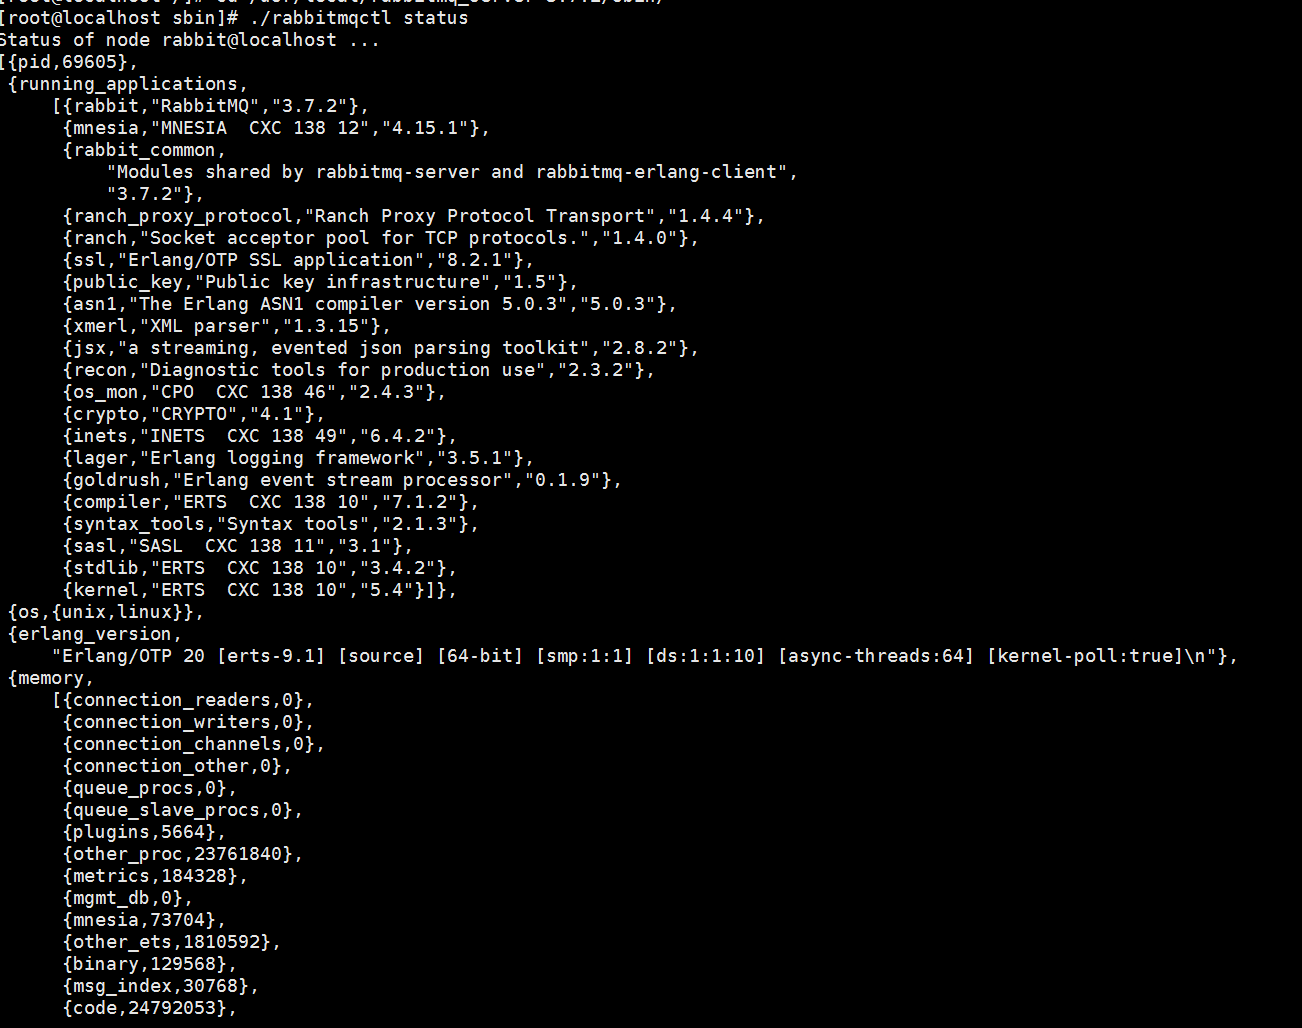 [root@localhost sbin]# ./rabbitmqctl status
Status of node rabbit@localhost ...
[{pid,69605},
 {running_applications,
     [{rabbit,"RabbitMQ","3.7.2"},
      {mnesia,"MNESIA  CXC 138 12","4.15.1"},
      {rabbit_common,
          "Modules shared by rabbitmq-server and rabbitmq-erlang-client",
          "3.7.2"},
      {ranch_proxy_protocol,"Ranch Proxy Protocol Transport","1.4.4"},
      {ranch,"Socket acceptor pool for TCP protocols.","1.4.0"},
      {ssl,"Erlang/OTP SSL application","8.2.1"},
      {public_key,"Public key infrastructure","1.5"},
      {asn1,"The Erlang ASN1 compiler version 5.0.3","5.0.3"},
      {xmerl,"XML parser","1.3.15"},
      {jsx,"a streaming, evented json parsing toolkit","2.8.2"},
      {recon,"Diagnostic tools for production use","2.3.2"},
      {os_mon,"CPO  CXC 138 46","2.4.3"},
      {crypto,"CRYPTO","4.1"},
      {inets,"INETS  CXC 138 49","6.4.2"},
      {lager,"Erlang logging framework","3.5.1"},
      {goldrush,"Erlang event stream processor","0.1.9"},
      {compiler,"ERTS  CXC 138 10","7.1.2"},
      {syntax_tools,"Syntax tools","2.1.3"},
      {sasl,"SASL  CXC 138 11","3.1"},
      {stdlib,"ERTS  CXC 138 10","3.4.2"},
      {kernel,"ERTS  CXC 138 10","5.4"}]},
 {os,{unix,linux}},
 {erlang_version,
     "Erlang/OTP 20 [erts-9.1] [source] [64-bit] [smp:1:1] [ds:1:1:10] [async-threads:64] [kernel-poll:true]\n"},
 {memory,
     [{connection_readers,0},
      {connection_writers,0},
      {connection_channels,0},
      {connection_other,0},
      {queue_procs,0},
      {queue_slave_procs,0},
      {plugins,5664},
      {other_proc,23761840},
      {metrics,184328},
      {mgmt_db,0},
      {mnesia,73704},
      {other_ets,1810592},
      {binary,129568},
      {msg_index,30768},
      {code,24792053},